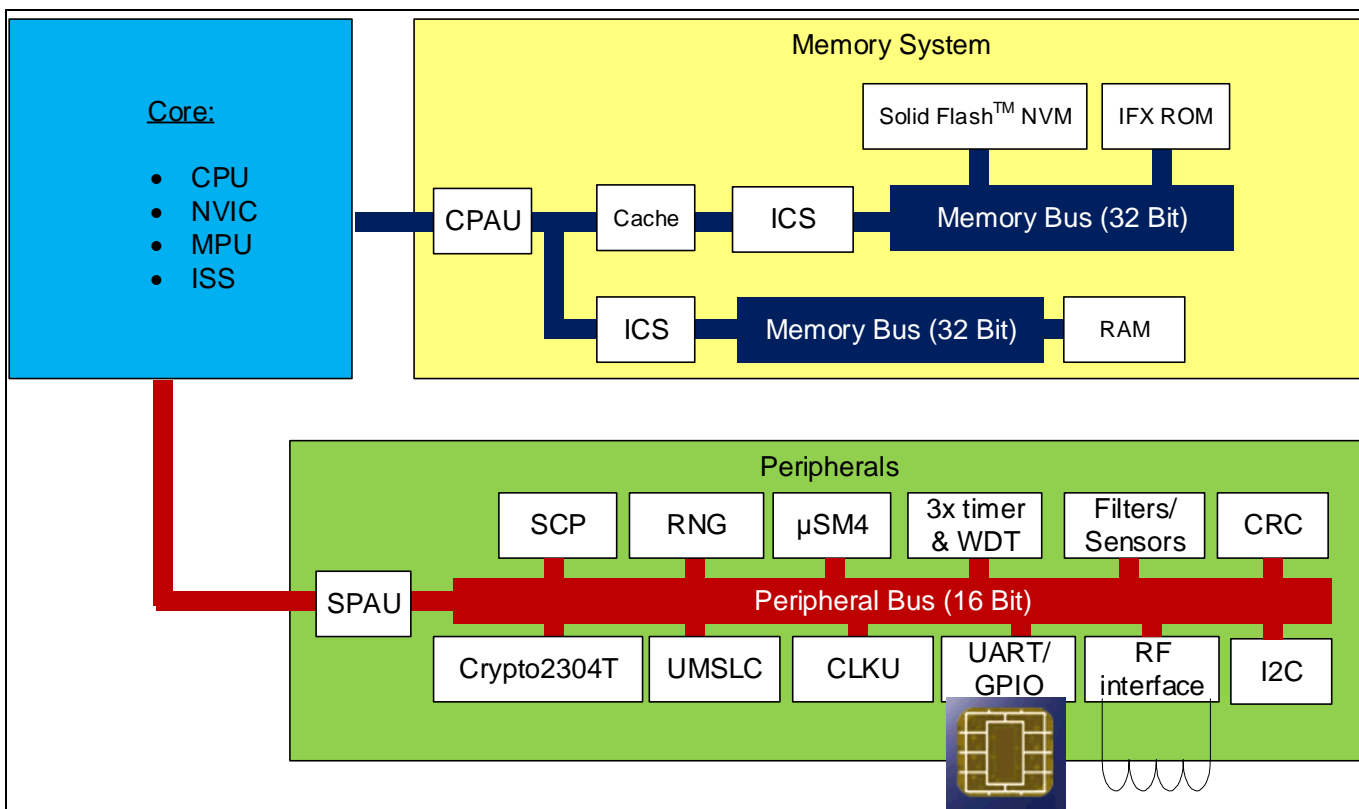 Core:
• CPU
• NVIC
• MPU
• ISS
Memory System
Solid Flash™ NVM
IFX ROM
CPAU
Cache
ICS
Memory Bus (32 Bit)
ICS
Memory Bus (32 Bit)
RAM
Peripherals
SCP
RNG
µSM4
3x timer
& WDT
Filters/
Sensors
CRC
SPAU
Peripheral Bus (16 Bit)
Crypto2304T
UMSLC
CLKU
UART/
GPIO
RF
interface
I2C